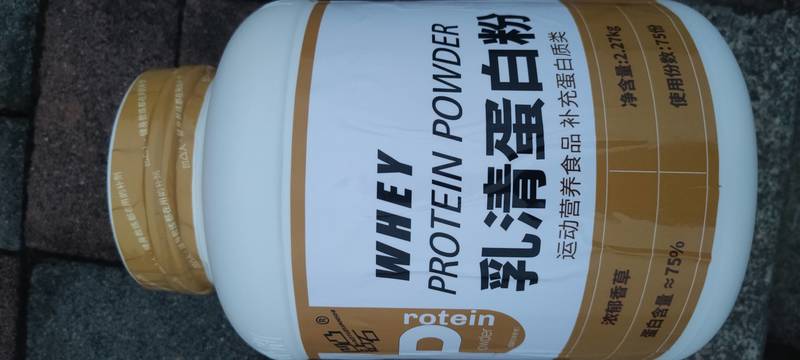 WHEY
PROTEIN POWDER
乳清蛋白粉
运动营养食品 补充蛋白质类
浓郁香草
净含量:2.27kg
蛋白含量≈75%
使用份数:75份
rotein